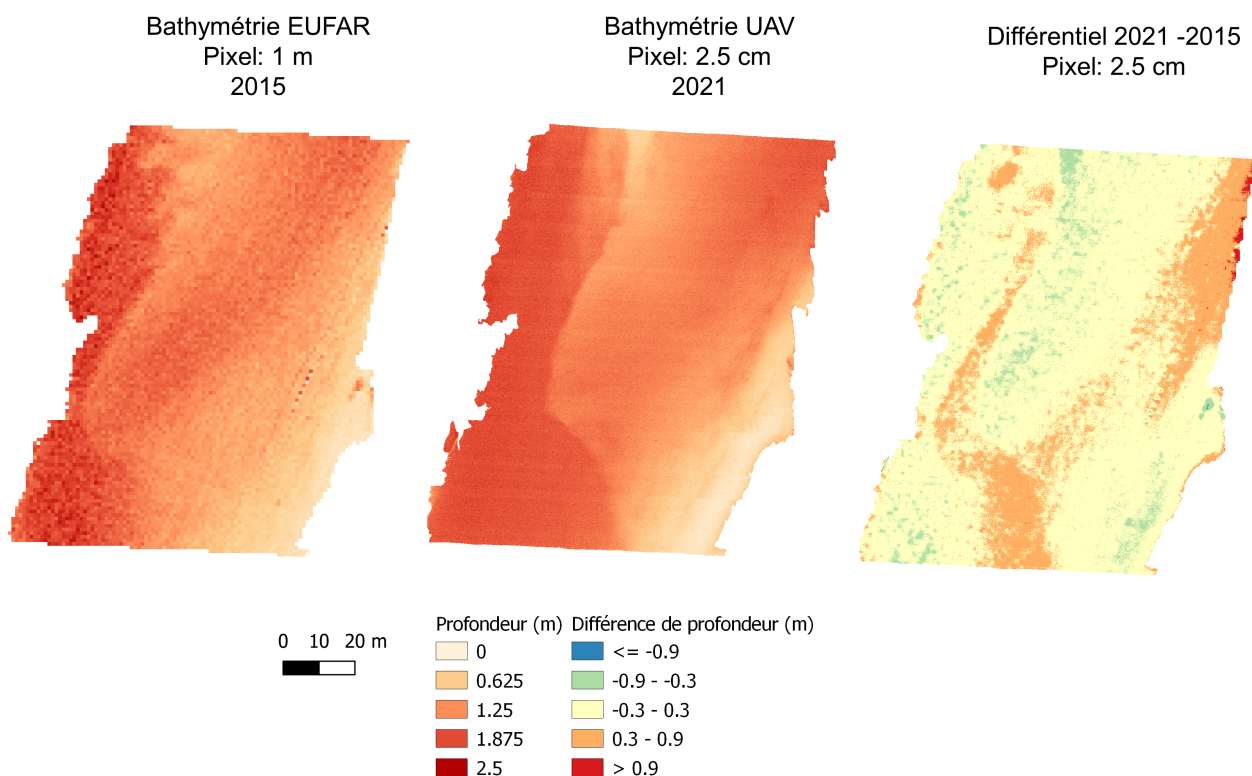 Bathymétrie EUFAR
Pixel: 1 m
2015
Bathymétrie UAV
Pixel: 2.5 cm
2021
Différentiel 2021 -2015
Pixel: 2.5 cm
0 10 20 m
Profondeur (m)
0
0.625
1.25
1.875
2.5
Différence de profondeur (m)
<= -0.9
-0.9 - -0.3
-0.3 - 0.3
0.3 - 0.9
> 0.9